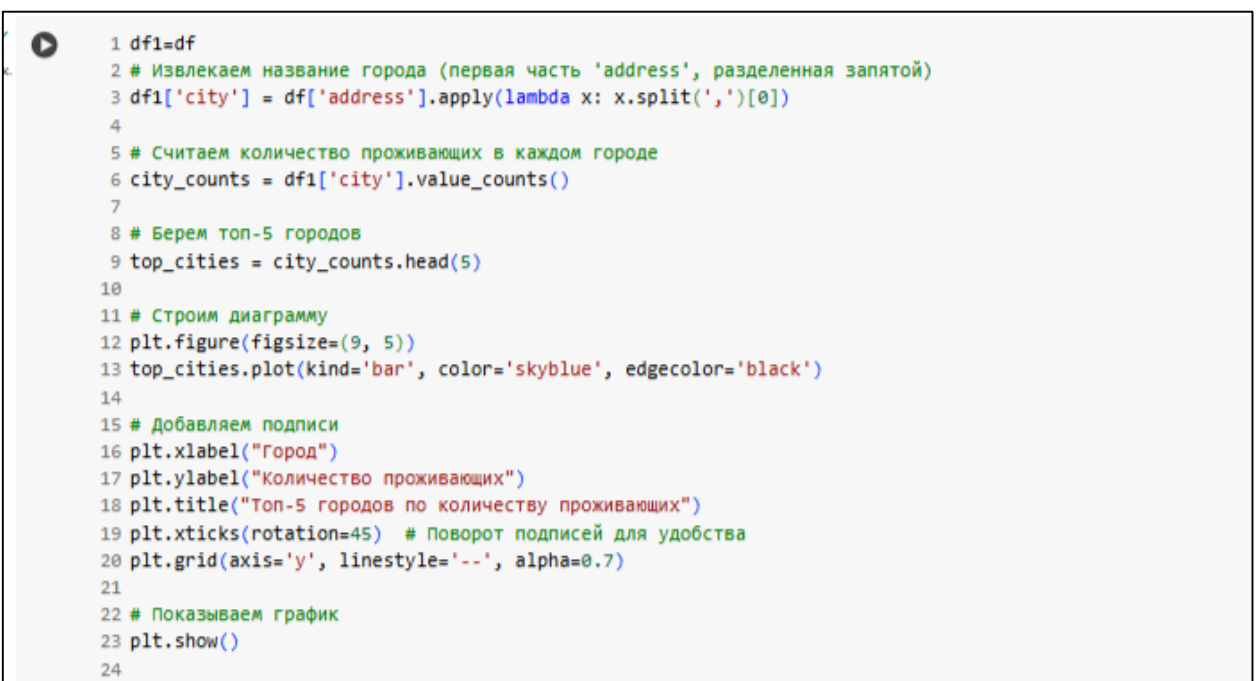 1 df1=df
2 # Извлекаем название города (первая часть 'address', разделенная запятой)
3 df1['city'] = df['address'].apply(lambda x: x.split(',')[0])
4
5 # Считаем количество проживающих в каждом городе
6 city_counts = df1['city'].value_counts()
7
8 # Берем топ-5 городов
9 top_cities = city_counts.head(5)
10
11 # Строим диаграмму
12 plt.figure(figsize=(9, 5))
13 top_cities.plot(kind='bar', color='skyblue', edgecolor='black')
14
15 # Добавляем подписи
16 plt.xlabel("Город")
17 plt.ylabel("Количество проживающих")
18 plt.title("Топ-5 городов по количеству проживающих")
19 plt.xticks(rotation=45)  # Поворот подписей для удобства
20 plt.grid(axis='y', linestyle='--', alpha=0.7)
21
22 # Показываем график
23 plt.show()
24